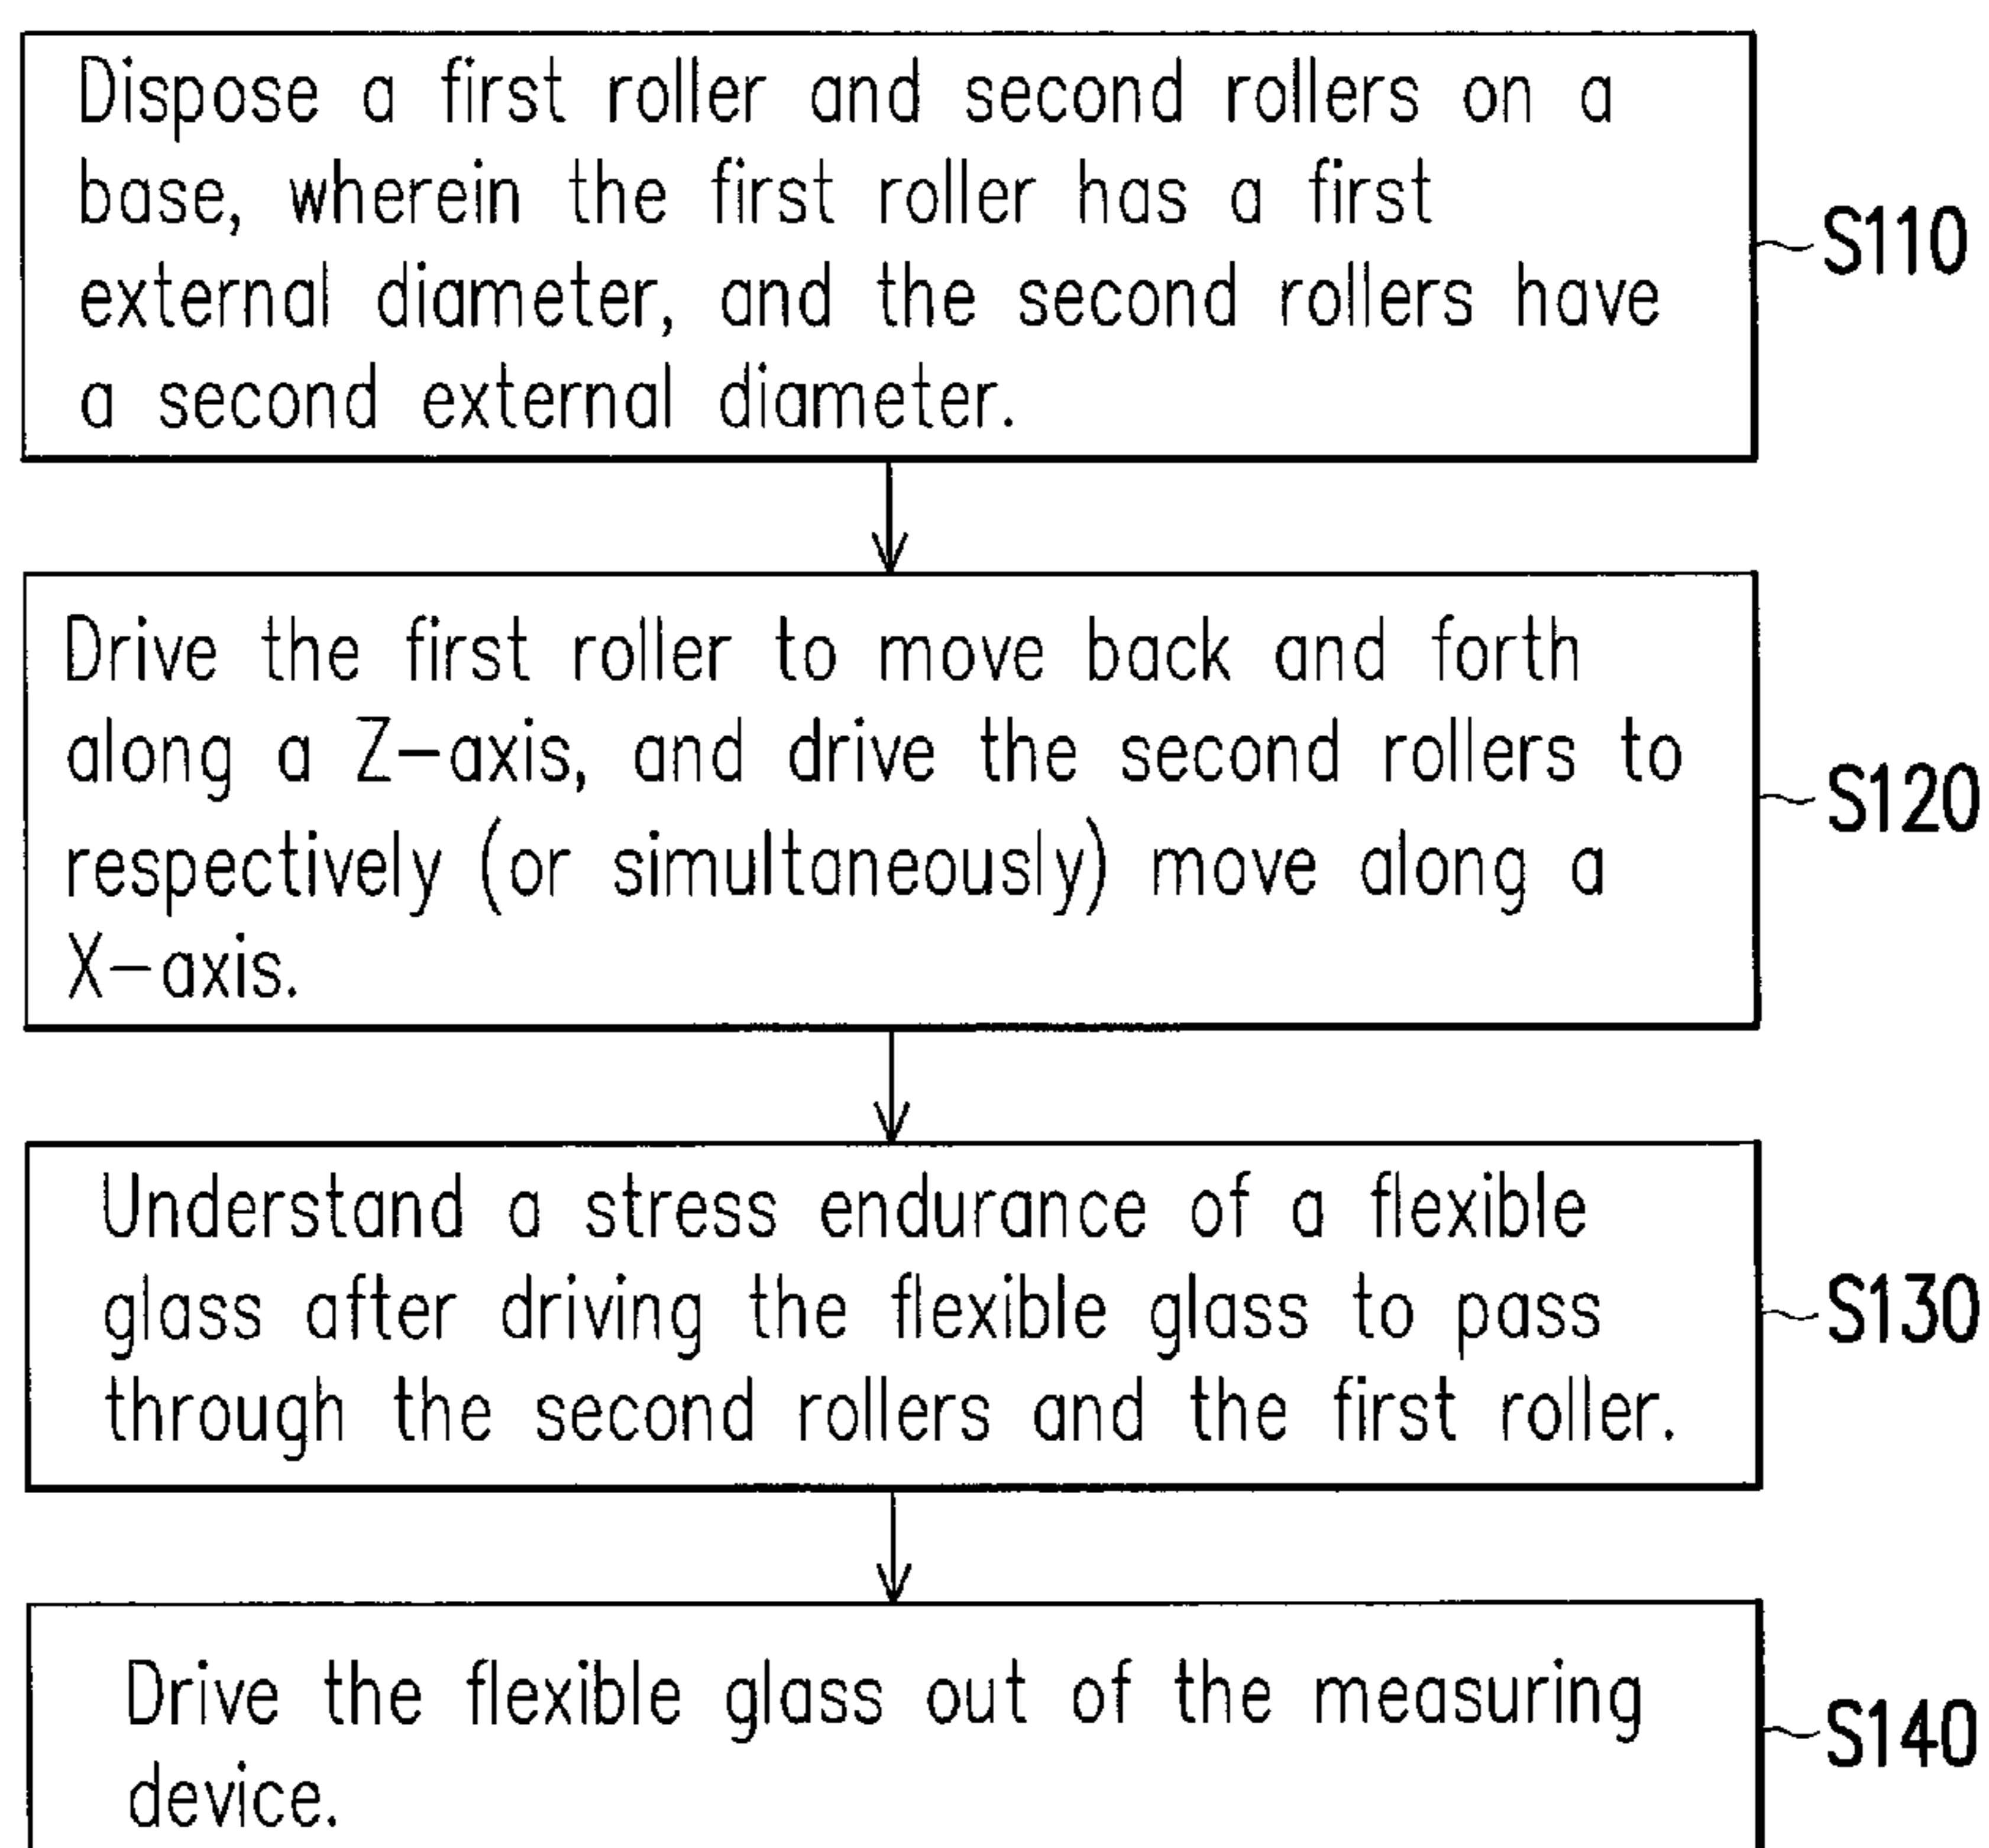 Dispose a first roller and second rollers on a
base, wherein the first roller has a first
external diameter, and the second rollers have
a second external diameter.
S110
Drive the first roller to move back and forth
along a Z-axis, and drive the second rollers to
respectively (or simultaneously) move along a
X-axis.
S120
Understand a stress endurance of a flexible
glass after driving the flexible glass to pass
through the second rollers and the first roller.
S130
Drive the flexible glass out of the measuring
device.
S140